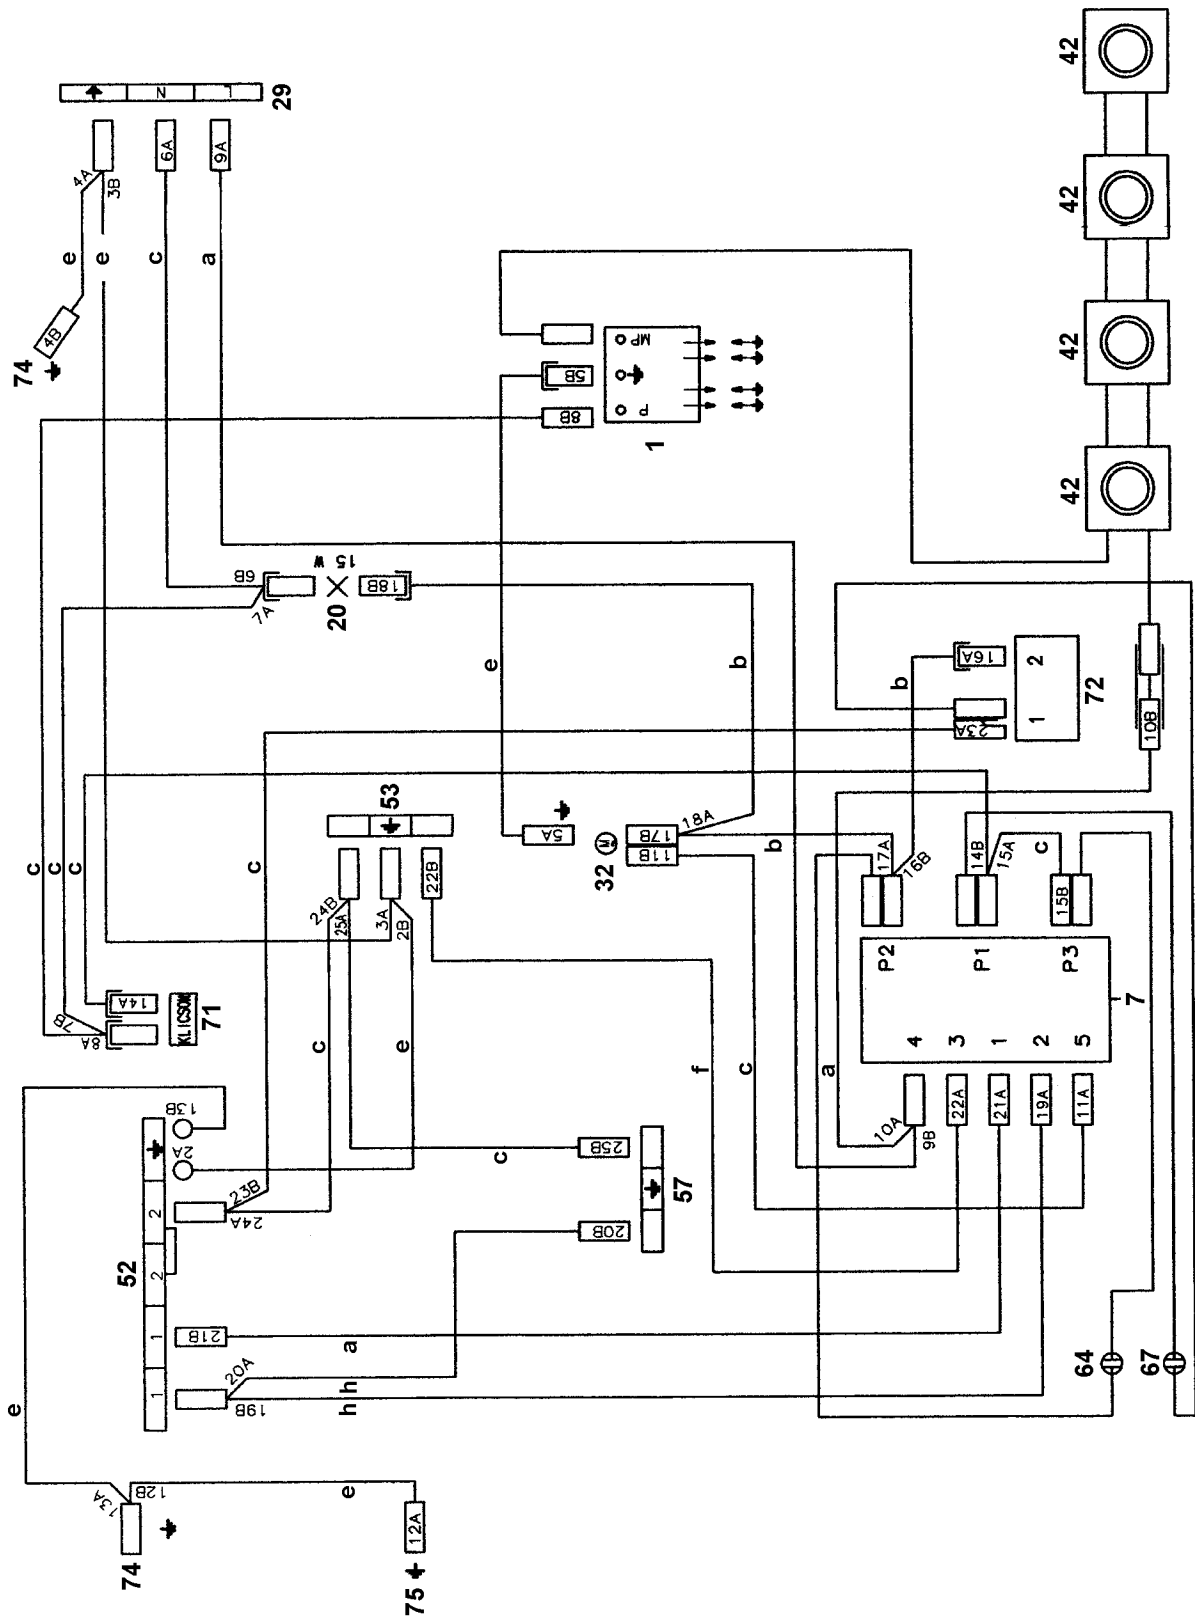 74
13A
12B
e
75
12A
e
52
1
1
2
2
19B
20A
h
h
21B
a
24A
23B
2A
13B
c
c
e
8A
7B
14A
KLICSON
71
c
c
c
24B
25A
3A
2B
22B
53
c
25B
20B
57
f
c
a
64
67
4
3
1
2
5
P2
P1
P3
7
10A
9B
22A
21A
19A
11A
17A
16B
14B
15A
15B
c
32
M
5A
17B
11B
18A
b
b
b
e
6B
7A
20
15 W
18B
23A
16A
1
2
72
10B
1
P
MP
8B
5B
74
4B
e
e
c
a
4A
3B
6A
9A
N
L
29
42
42
42
42